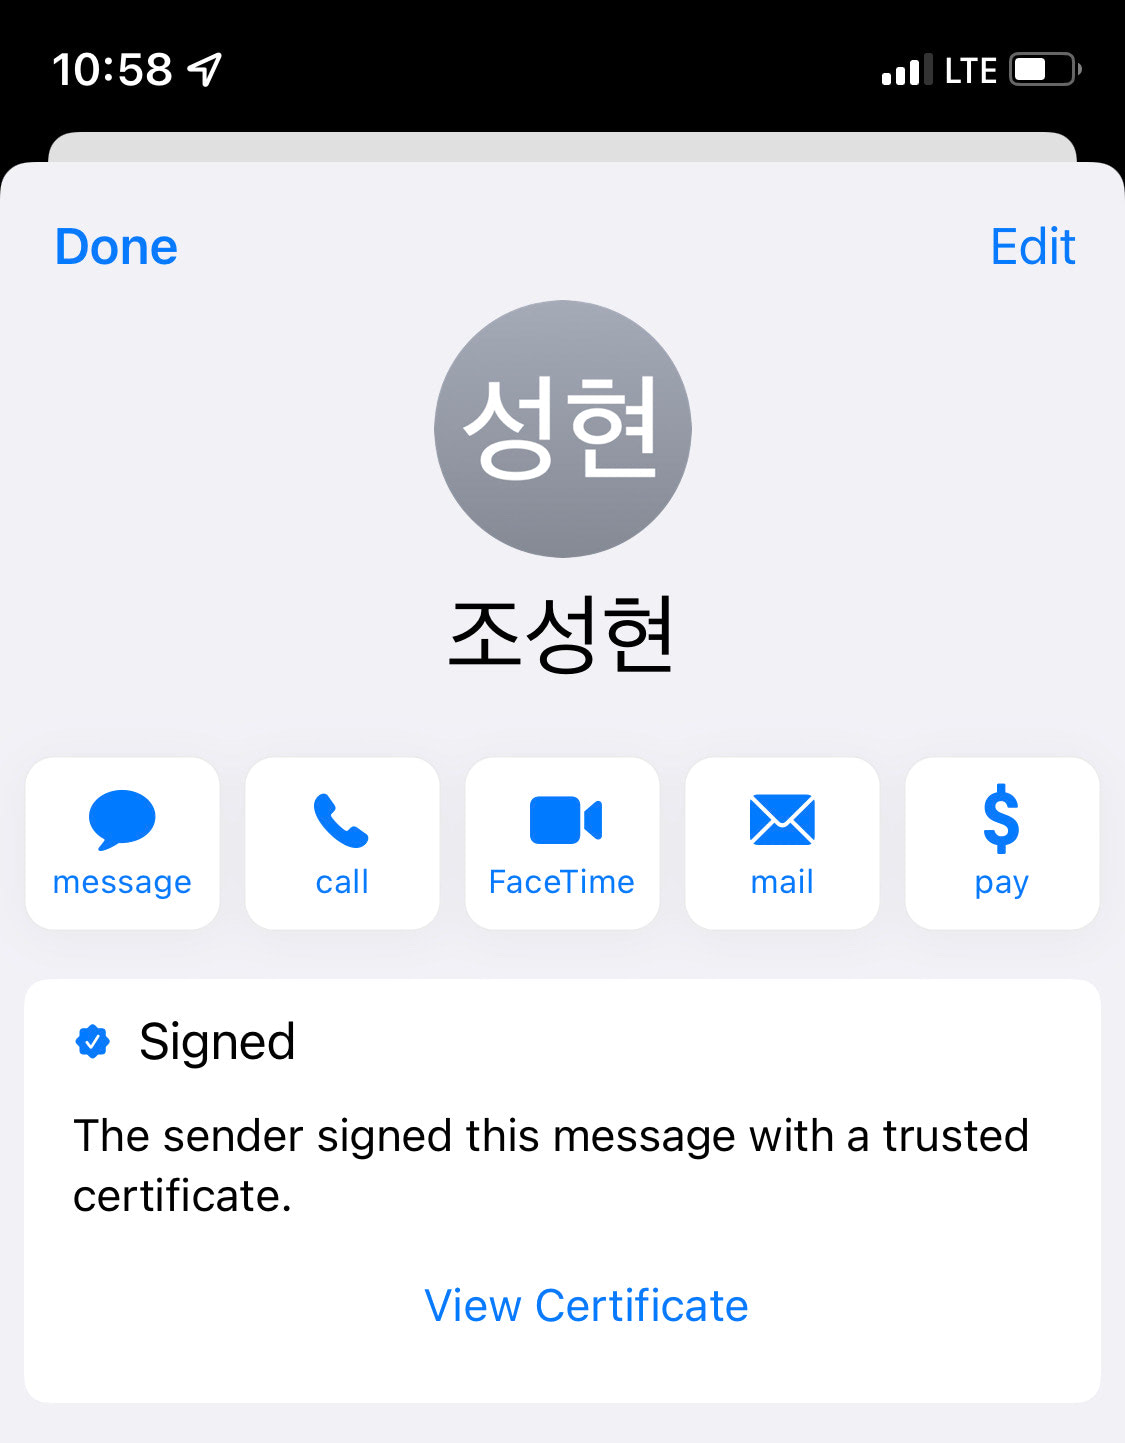 10:58
LTE
Done
Edit
성현
조성현
message
call
FaceTime
mail
$
pay
Signed
The sender signed this message with a trusted
certificate.
View Certificate